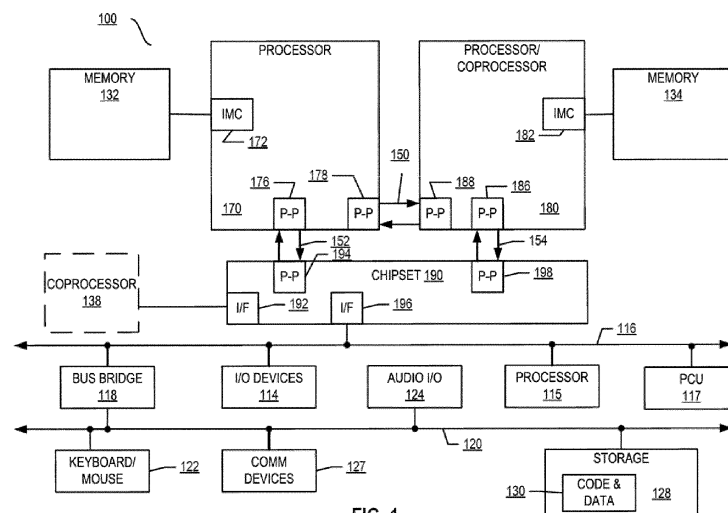 100
PROCESSOR
PROCESSOR/
COPROCESSOR
MEMORY
132
MEMORY
134
IMC
172
IMC
182
150
176
178
188
186
170
P-P
P-P
P-P
P-P
180
152
154
194
P-P
CHIPSET 190
P-P
198
COPROCESSOR
138
I/F
192
I/F
196
116
BUS BRIDGE
118
I/O DEVICES
114
AUDIO I/O
124
PROCESSOR
115
PCU
117
120
KEYBOARD/
MOUSE
122
COMM
DEVICES
127
STORAGE
130
CODE &
DATA
128
FIG. 1